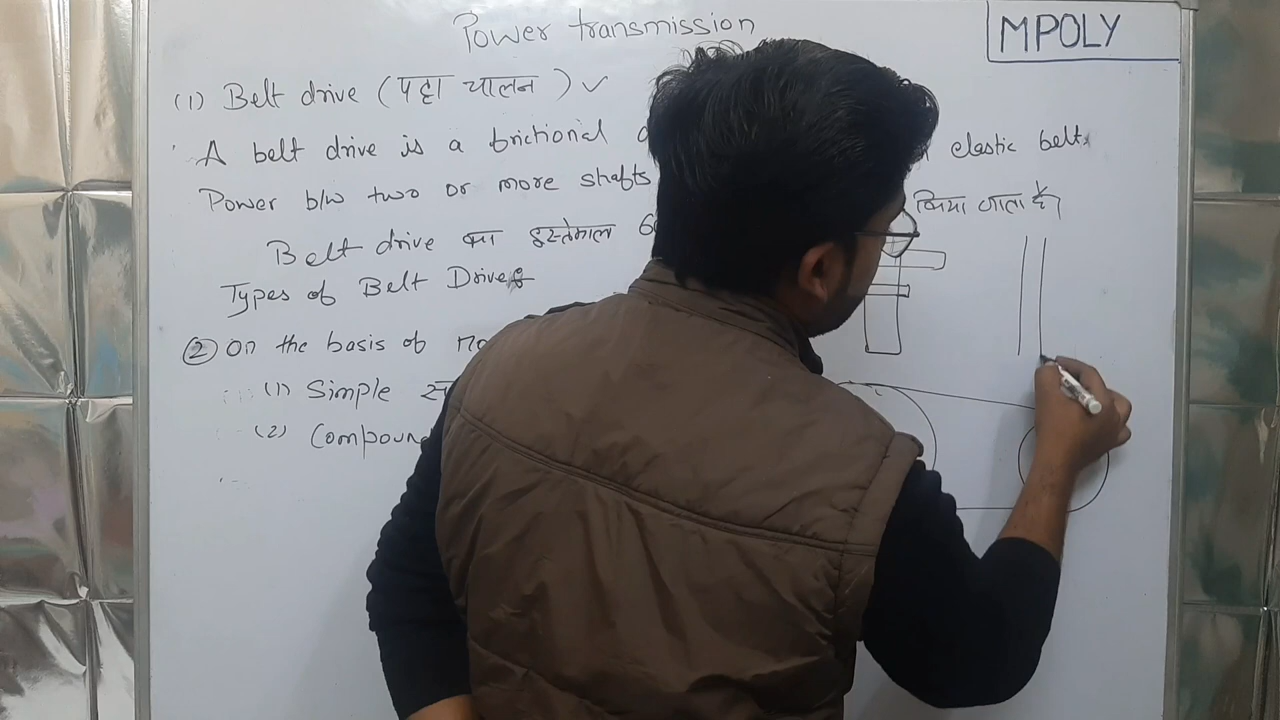 Power transmission
MPOLY
(1) Belt drive (पट्टा चालन) ✓
A belt drive is a frictional elastic belt
Power b/w two or more shafts किया जाता है।
Belt drive का इस्तेमाल
Types of Belt Drives
② On the basis of
(1) Simple
(2) Compound